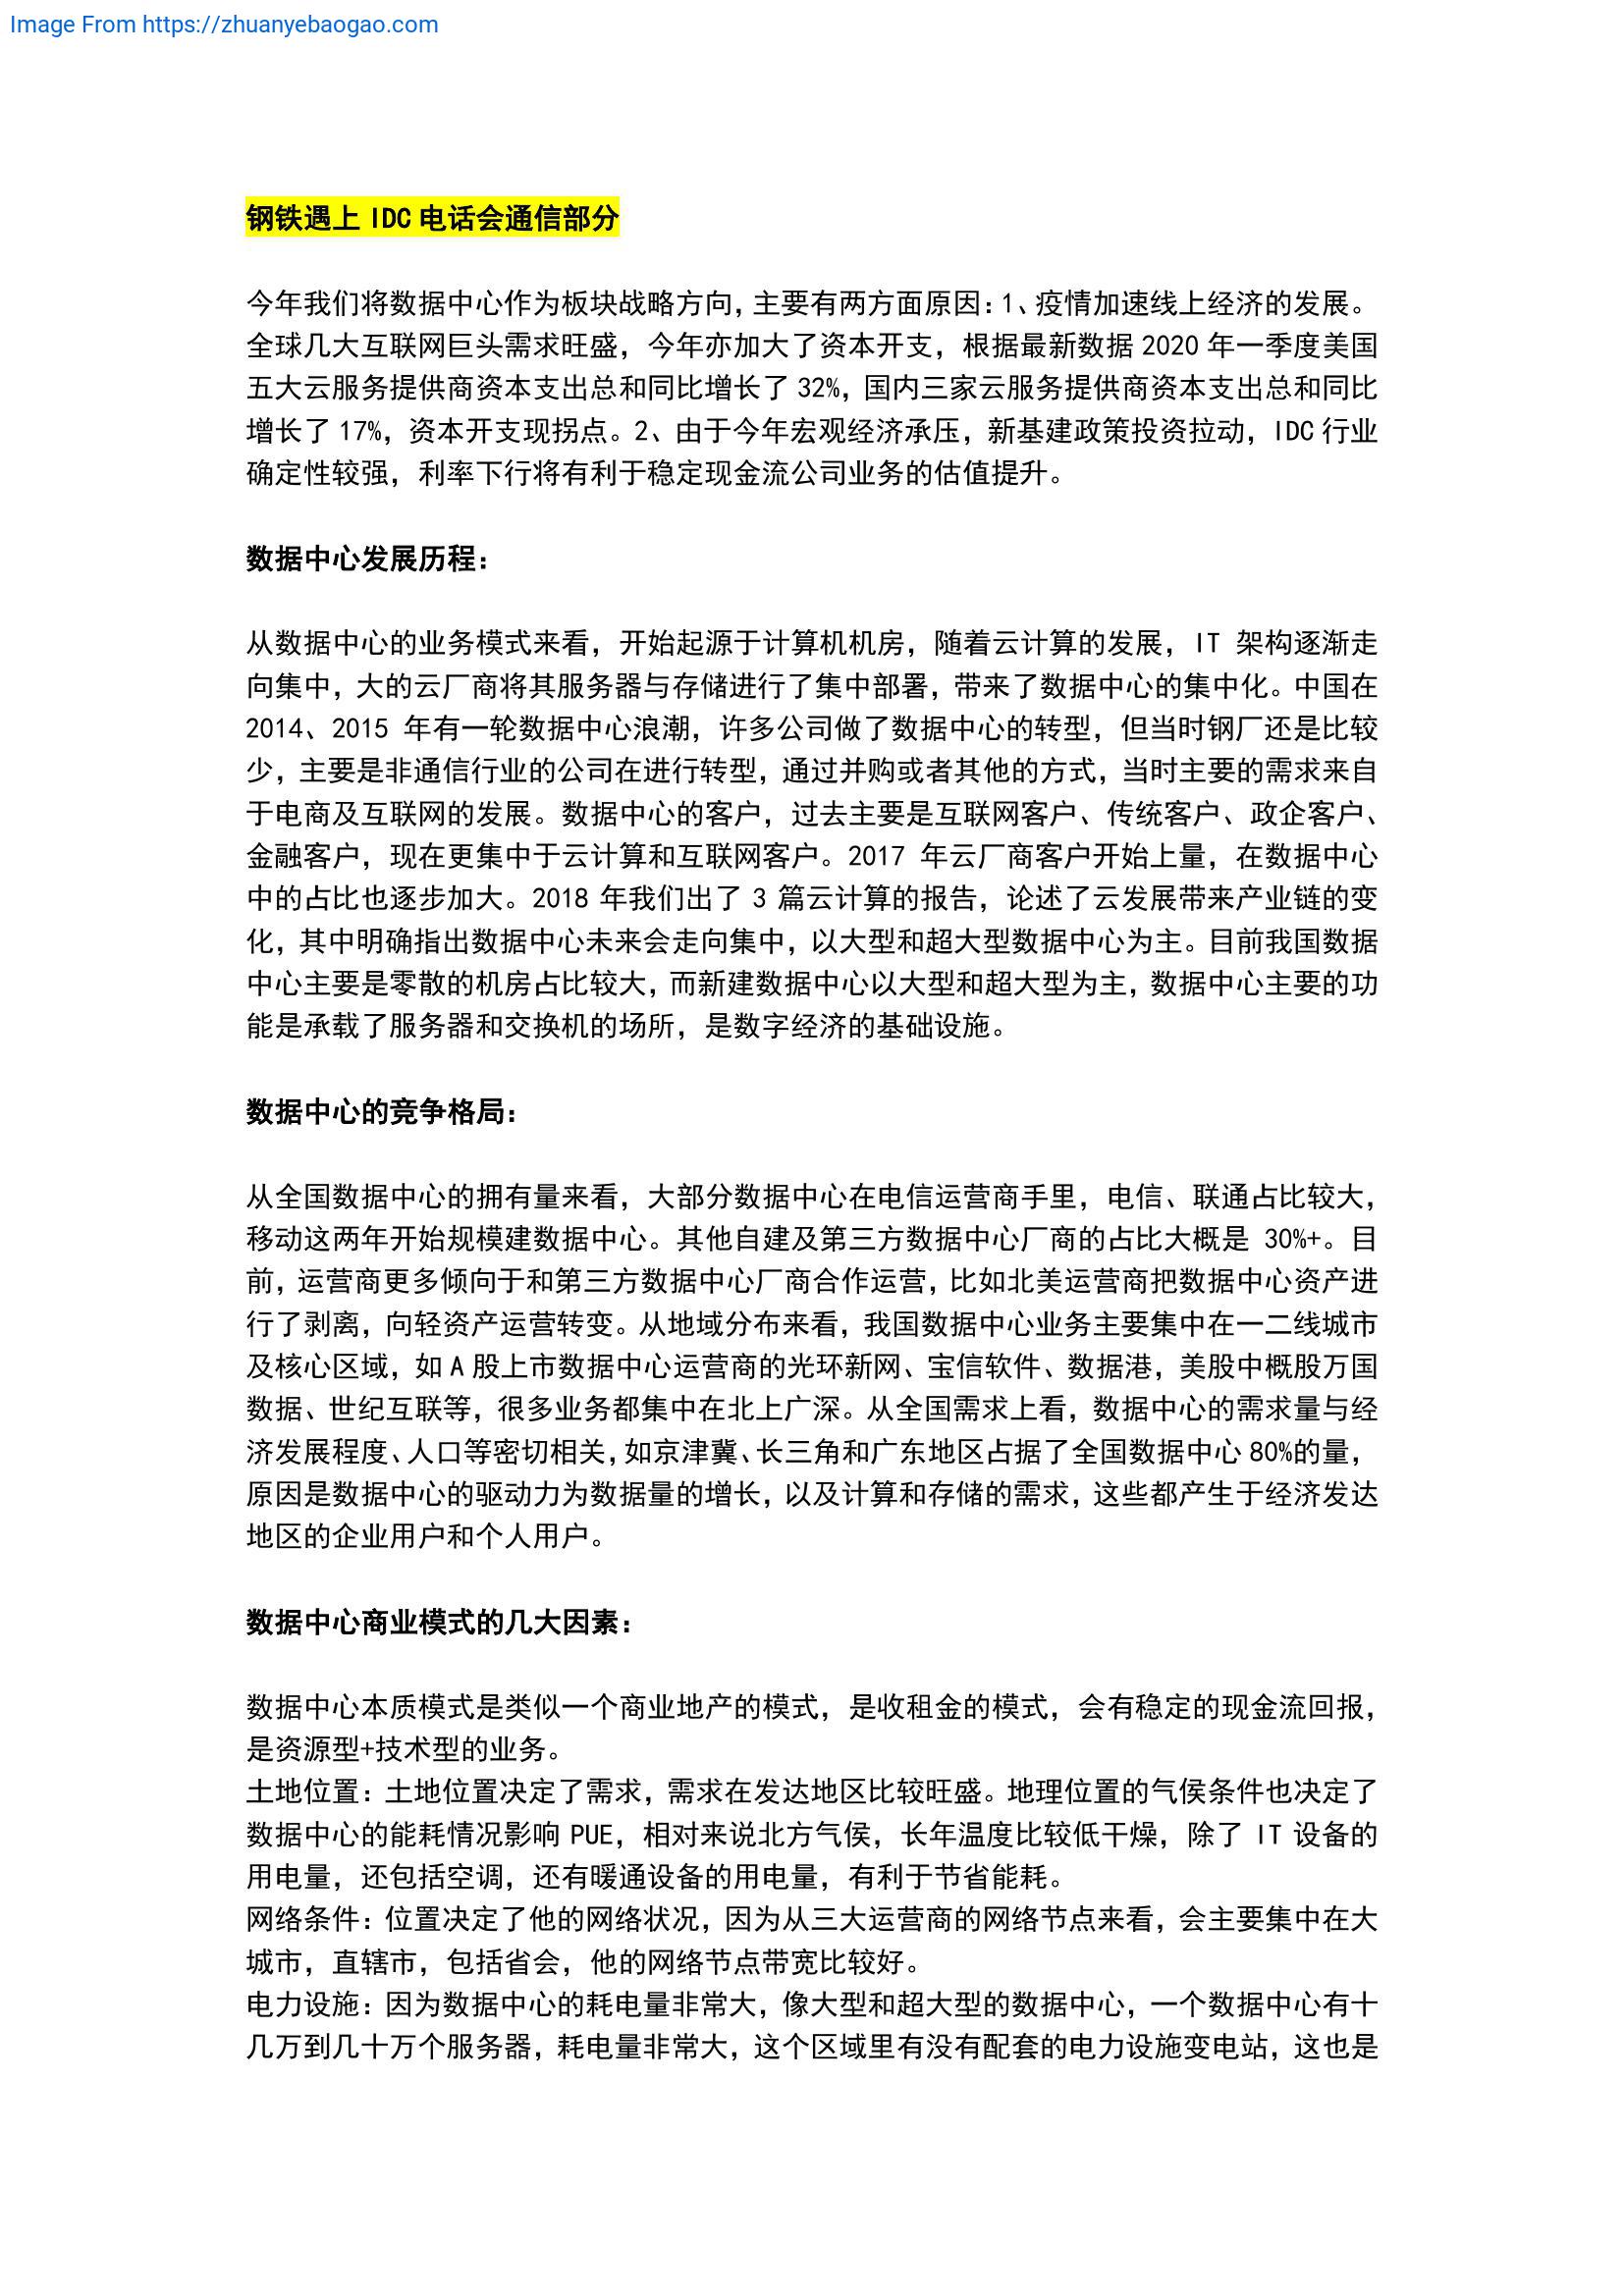 Image From https://zhuanyebaogao.com
钢铁遇上 IDC 电话会通信部分
今年我们将数据中心作为板块战略方向，主要有两方面原因：1、疫情加速线上经济的发展。
全球几大互联网巨头需求旺盛，今年亦加大了资本开支，根据最新数据 2020 年一季度美国
五大云服务提供商资本支出总和同比增长了 32%，国内三家云服务提供商资本支出总和同比
增长了 17%，资本开支现拐点。2、由于今年宏观经济承压，新基建政策投资拉动，IDC 行业
确定性较强，利率下行将有利于稳定现金流公司业务的估值提升。
数据中心发展历程：
从数据中心的业务模式来看，开始起源于计算机机房，随着云计算的发展，IT 架构逐渐走
向集中，大的云厂商将其服务器与存储进行了集中部署，带来了数据中心的集中化。中国在
2014、2015 年有一轮数据中心浪潮，许多公司做了数据中心的转型，但当时钢厂还是比较
少，主要是非通信行业的公司在进行转型，通过并购或者其他的方式，当时主要的需求来自
于电商及互联网的发展。数据中心的客户，过去主要是互联网客户、传统客户、政企客户、
金融客户，现在更集中于云计算和互联网客户。2017 年云厂商客户开始上量，在数据中心
中的占比也逐步加大。2018 年我们出了 3 篇云计算的报告，论述了云发展带来产业链的变
化，其中明确指出数据中心未来会走向集中，以大型和超大型数据中心为主。目前我国数据
中心主要是零散的机房占比较大，而新建数据中心以大型和超大型为主，数据中心主要的功
能是承载了服务器和交换机的场所，是数字经济的基础设施。
数据中心的竞争格局：
从全国数据中心的拥有量来看，大部分数据中心在电信运营商手里，电信、联通占比较大，
移动这两年开始规模建数据中心。其他自建及第三方数据中心厂商的占比大概是 30%+。目
前，运营商更多倾向于和第三方数据中心厂商合作运营，比如北美运营商把数据中心资产进
行了剥离，向轻资产运营转变。从地域分布来看，我国数据中心业务主要集中在一二线城市
及核心区域，如 A 股上市数据中心运营商的光环新网、宝信软件、数据港，美股中概股万国
数据、世纪互联等，很多业务都集中在北上广深。从全国需求上看，数据中心的需求量与经
济发展程度、人口等密切相关，如京津冀、长三角和广东地区占据了全国数据中心 80%的量，
原因是数据中心的驱动力为数据量的增长，以及计算和存储的需求，这些都产生于经济发达
地区的企业用户和个人用户。
数据中心商业模式的几大因素：
数据中心本质模式是类似一个商业地产的模式，是收租金的模式，会有稳定的现金流回报，
是资源型+技术型的业务。
土地位置：土地位置决定了需求，需求在发达地区比较旺盛。地理位置的气侯条件也决定了
数据中心的能耗情况影响 PUE，相对来说北方气侯，长年温度比较低干燥，除了 IT 设备的
用电量，还包括空调，还有暖通设备的用电量，有利于节省能耗。
网络条件：位置决定了他的网络状况，因为从三大运营商的网络节点来看，会主要集中在大
城市，直辖市，包括省会，他的网络节点带宽比较好。
电力设施：因为数据中心的耗电量非常大，像大型和超大型的数据中心，一个数据中心有十
几万到几十万个服务器，耗电量非常大，这个区域里有没有配套的电力设施变电站，这也是